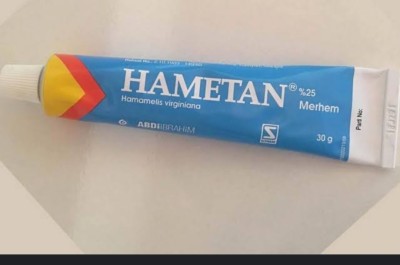 HAMETAN® %25
Hamamelis virginiana
Merhem
ABDİ İBRAHİM
30 g
Parti No: